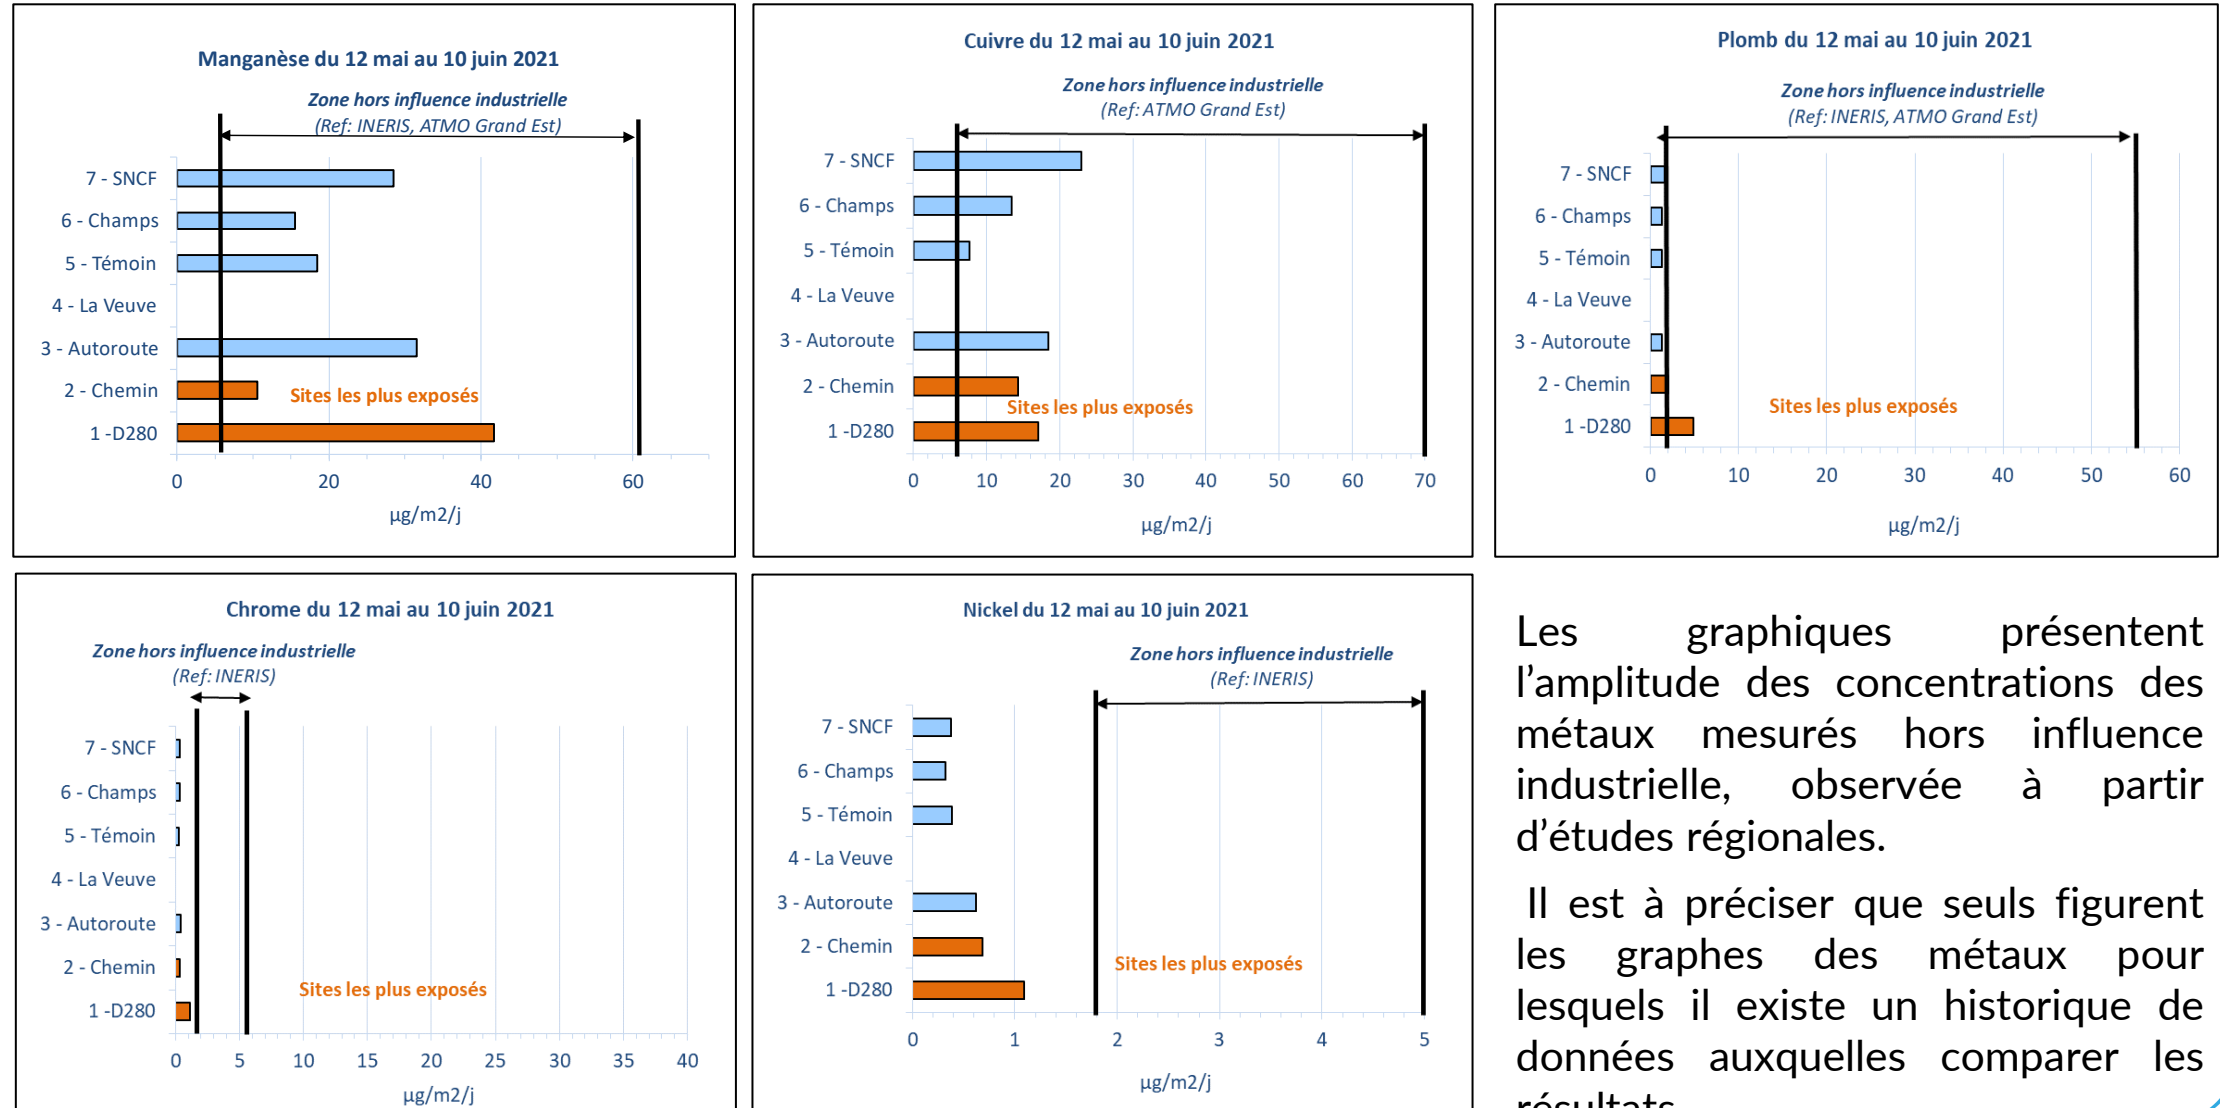 Manganèse du 12 mai au 10 juin 2021
Zone hors influence industrielle
(Ref: INERIS, ATMO Grand Est)
7 - SNCF
6 - Champs
5 - Témoin
4 - La Veuve
3 - Autoroute
2 - Chemin
Sites les plus exposés
1 -D280
0 20 40 60
µg/m2/j
Cuivre du 12 mai au 10 juin 2021
Zone hors influence industrielle
(Ref: ATMO Grand Est)
7 - SNCF
6 - Champs
5 - Témoin
4 - La Veuve
3 - Autoroute
2 - Chemin
Sites les plus exposés
1 -D280
0 10 20 30 40 50 60 70
µg/m2/j
Plomb du 12 mai au 10 juin 2021
Zone hors influence industrielle
(Ref: INERIS, ATMO Grand Est)
7 - SNCF
6 - Champs
5 - Témoin
4 - La Veuve
3 - Autoroute
2 - Chemin
Sites les plus exposés
1 -D280
0 10 20 30 40 50 60
µg/m2/j
Chrome du 12 mai au 10 juin 2021
Zone hors influence industrielle
(Ref: INERIS)
7 - SNCF
6 - Champs
5 - Témoin
4 - La Veuve
3 - Autoroute
2 - Chemin
Sites les plus exposés
1 -D280
0 5 10 15 20 25 30 35 40
µg/m2/j
Nickel du 12 mai au 10 juin 2021
Zone hors influence industrielle
(Ref: INERIS)
7 - SNCF
6 - Champs
5 - Témoin
4 - La Veuve
3 - Autoroute
2 - Chemin
Sites les plus exposés
1 -D280
0 1 2 3 4 5
µg/m2/j
Les graphiques présentent
l'amplitude des concentrations des
métaux mesurés hors influence
industrielle, observée à partir
d'études régionales.
Il est à préciser que seuls figurent
les graphes des métaux pour
lesquels il existe un historique de
données auxquelles comparer les
résultats